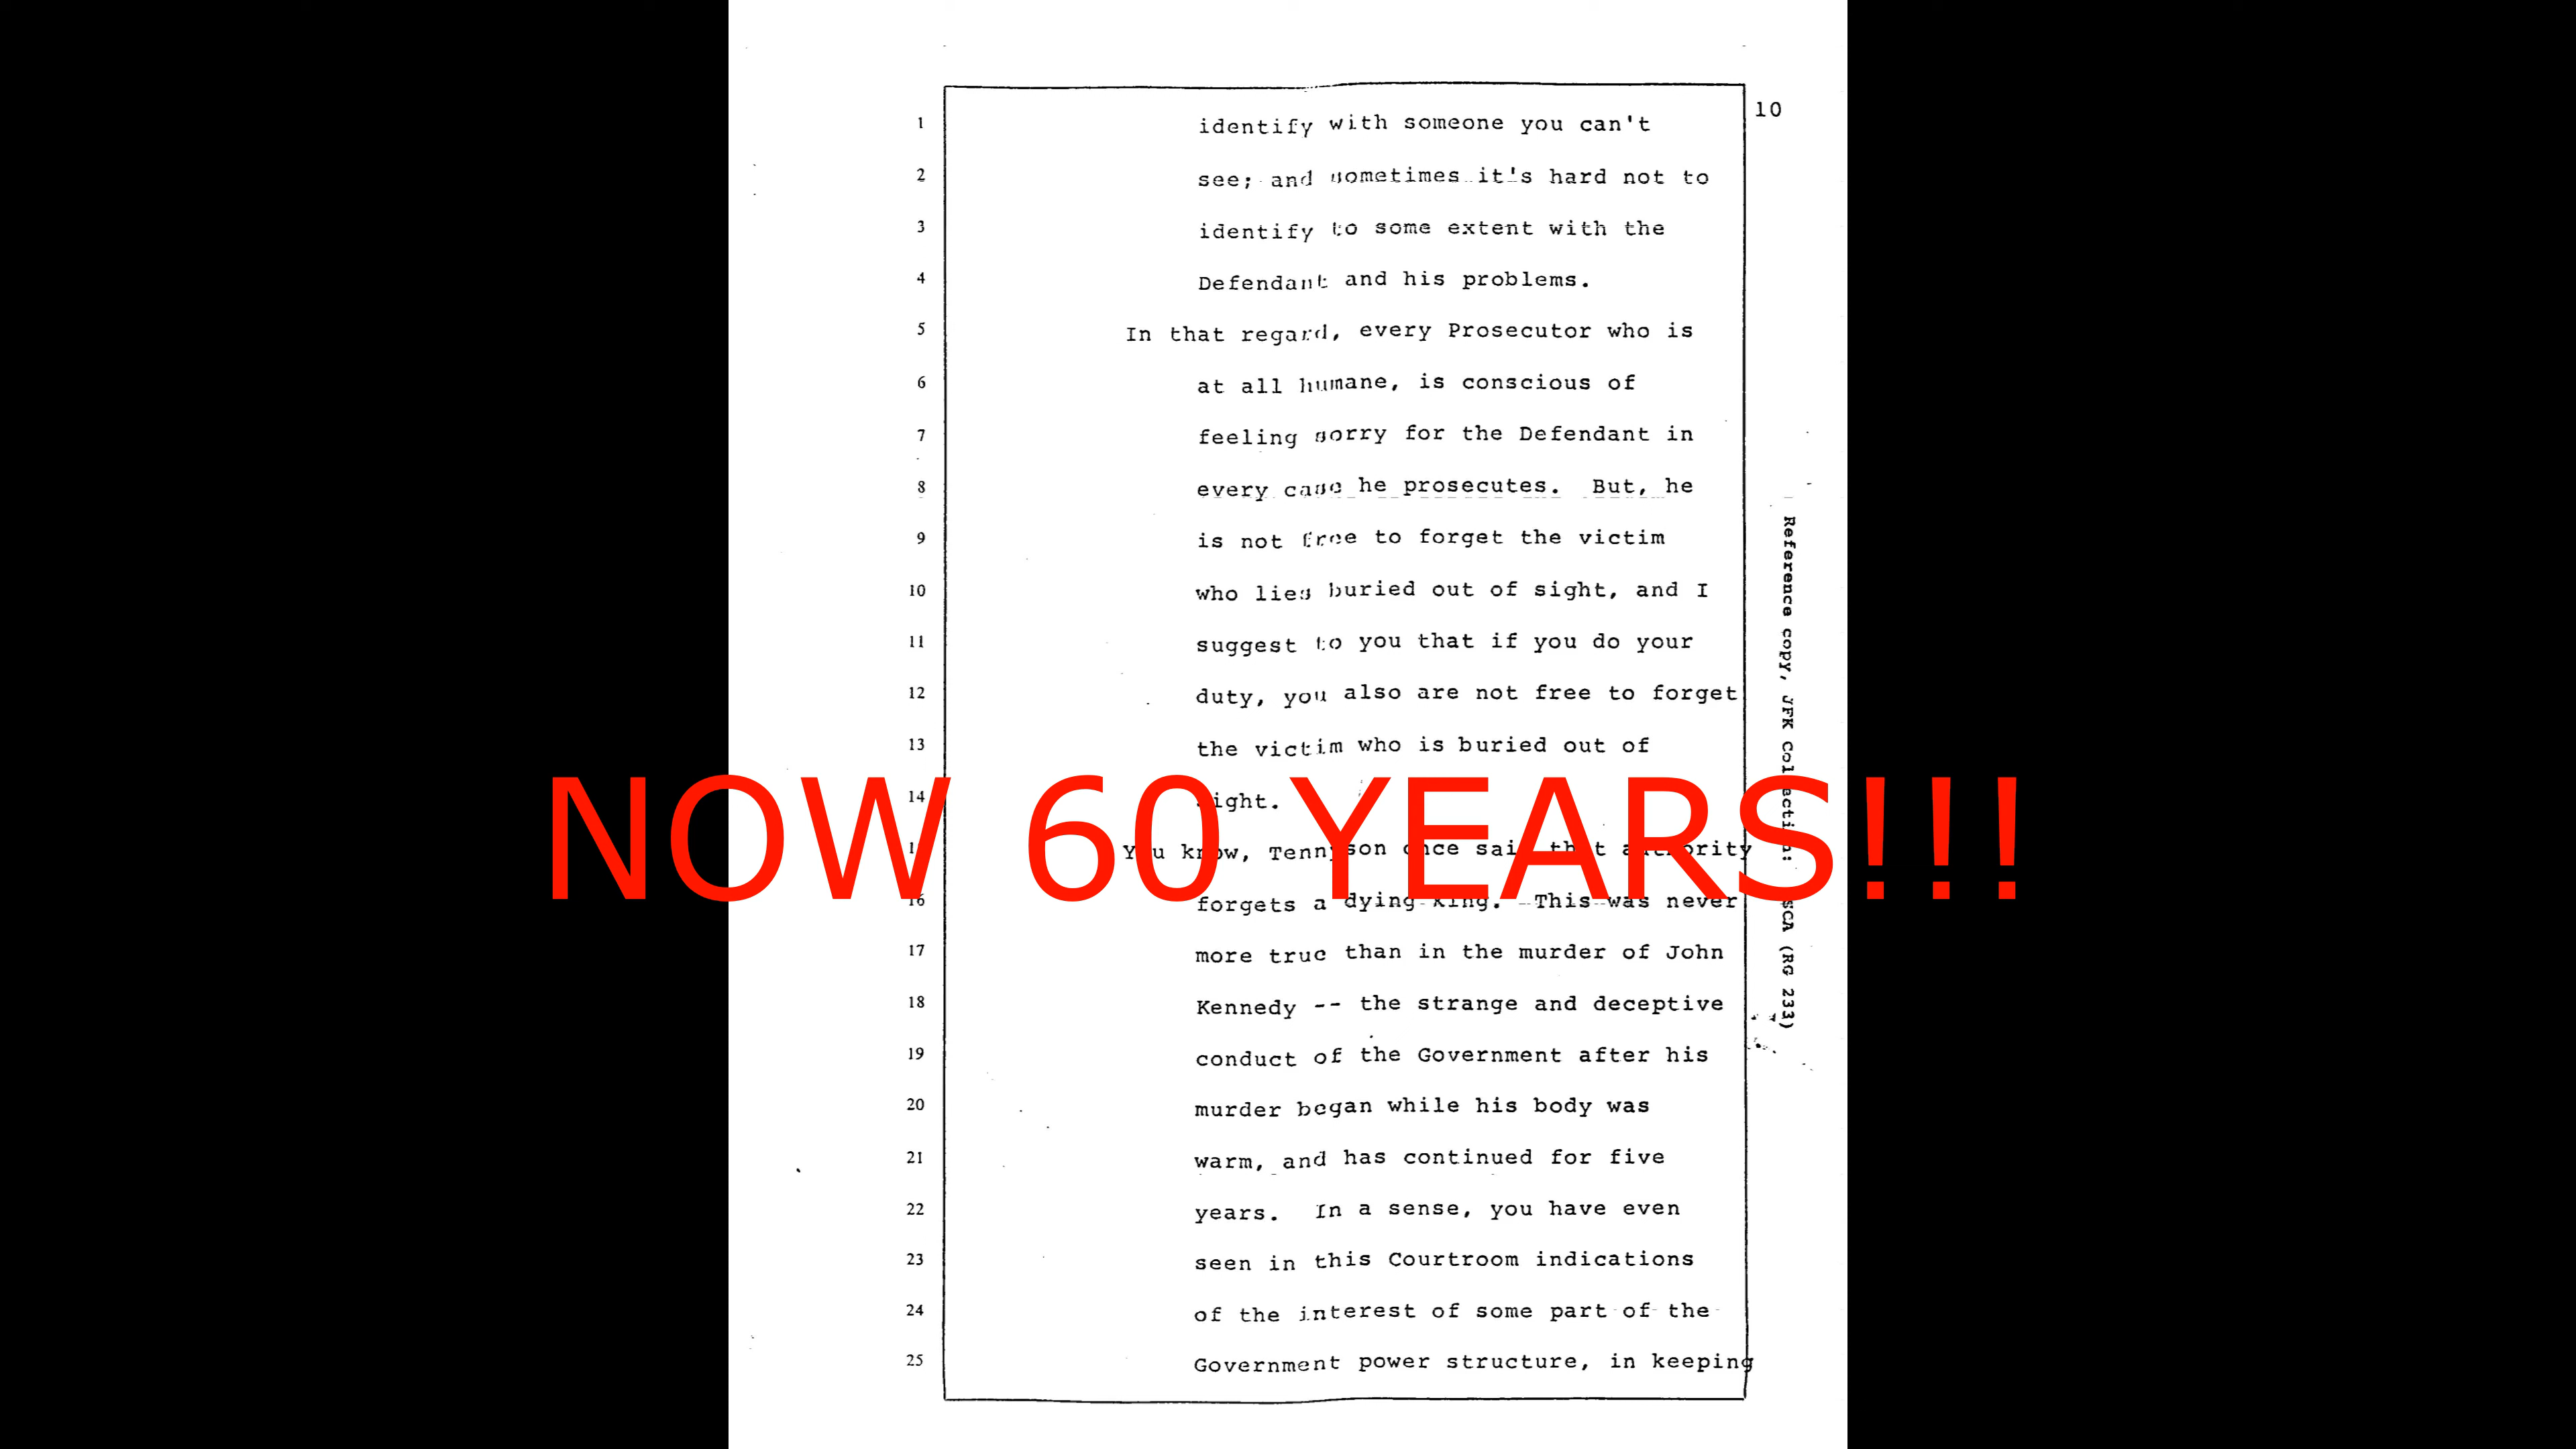 10
1 identify with someone you can't
2 see; and sometimes it's hard not to
3 identify to some extent with the
4 Defendant and his problems.
5 In that regard, every Prosecutor who is
6 at all humane, is conscious of
7 feeling sorry for the Defendant in
8 every case he prosecutes. But, he
9 is not free to forget the victim
10 who lies buried out of sight, and I
11 suggest to you that if you do your
12 duty, you also are not free to forget
13 the victim who is buried out of
14 sight.
NOW 60 YEARS!!!
You know, Tennyson once said that authority
16 forgets a dying King. This was never
17 more true than in the murder of John
18 Kennedy -- the strange and deceptive
19 conduct of the Government after his
20 murder began while his body was
21 warm, and has continued for five
22 years. In a sense, you have even
23 seen in this Courtroom indications
24 of the interest of some part of the
25 Government power structure, in keeping
Reference copy, JFK Collection: (RG 233)